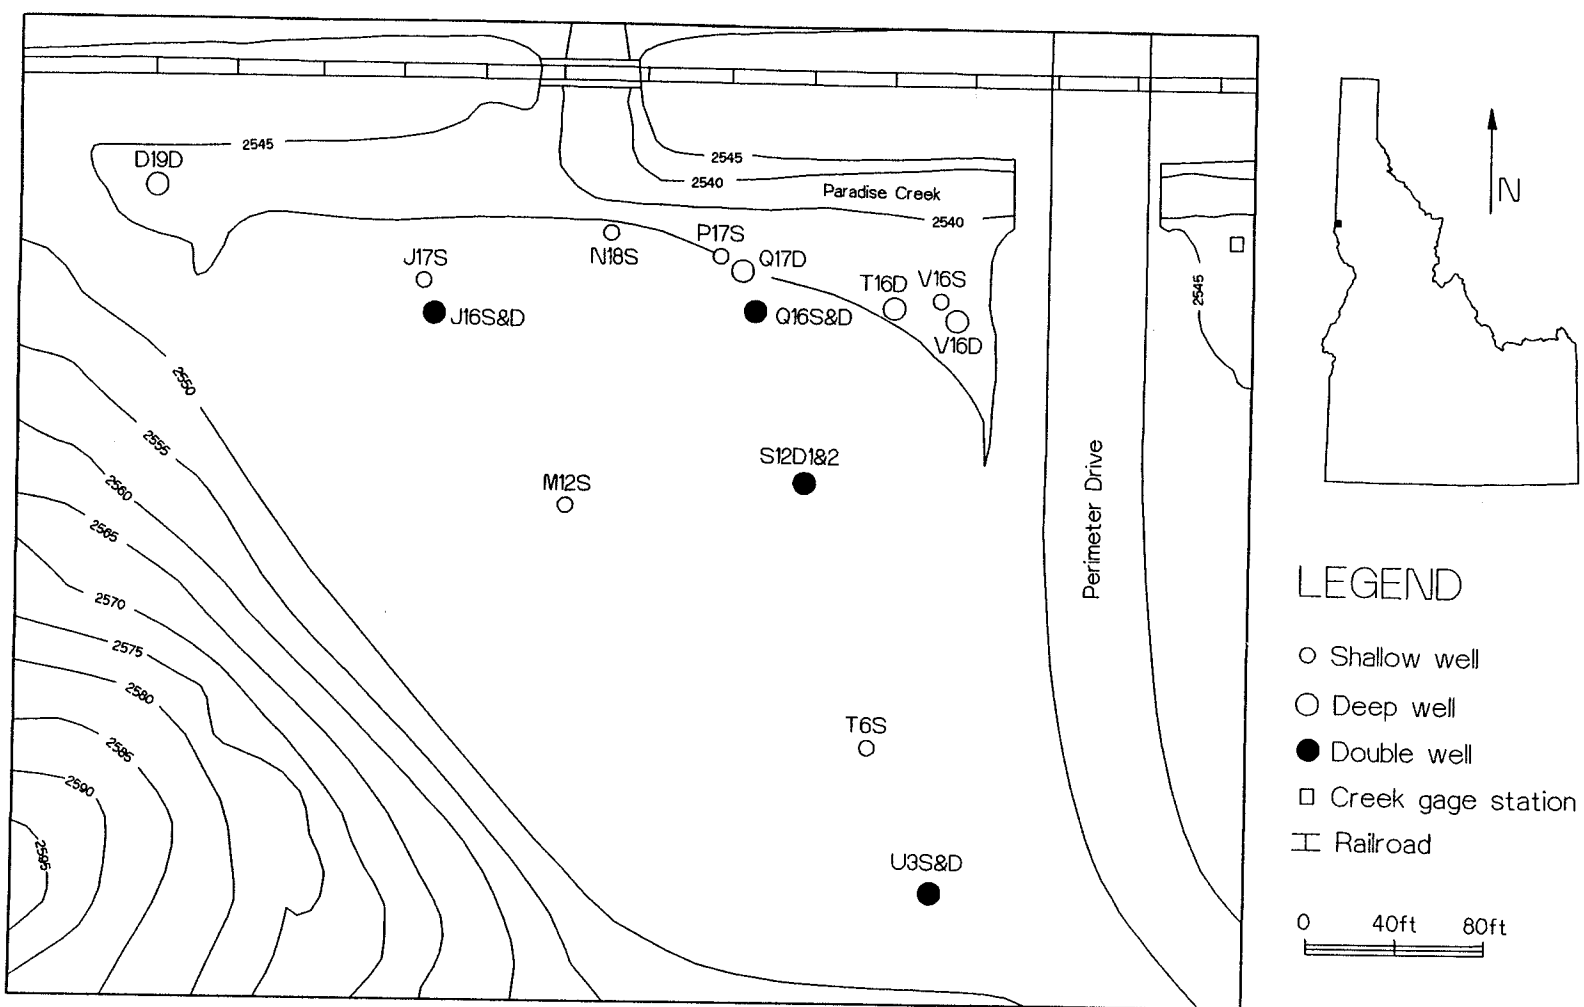 2545
D19D
2545
2540
Paradise Creek
2540
N
P17S
J17S
N18S
Q17D
T16D
V16S
2545
J16S&D
Q16S&D
V16D
2550
2555
S12D1&2
M12S
2560
2565
Perimeter Drive
LEGEND
2570
2575
Shallow well
2580
Deep well
T6S
2585
Double well
2590
Creek gage station
Railroad
2595
U3S&D
0 40ft 80ft